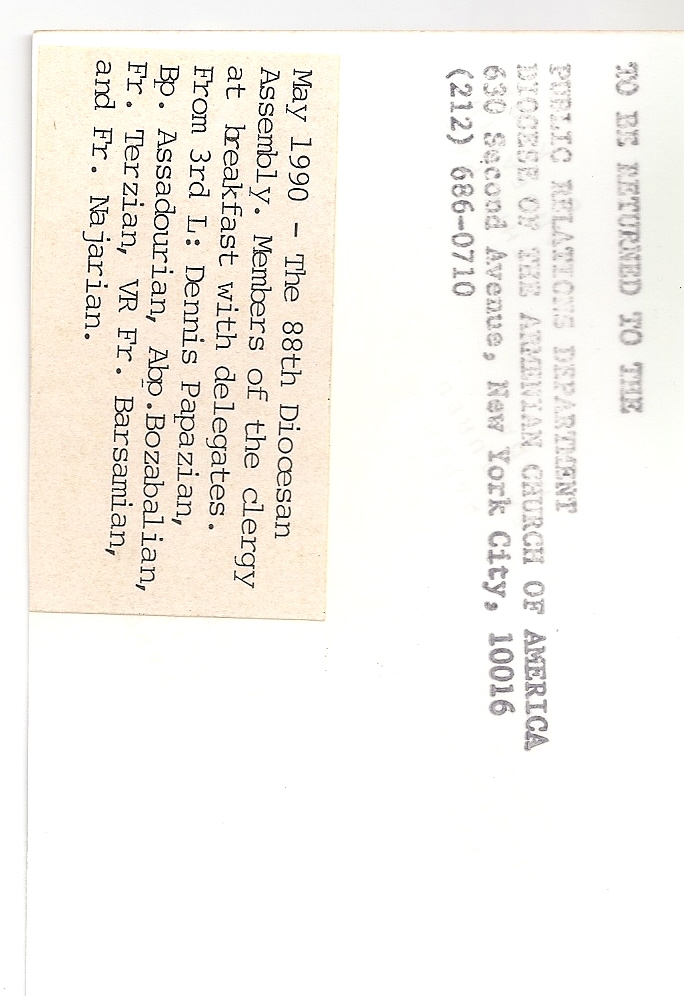 TO BE RETURNED TO THE
PUBLIC RELATIONS DEPARTMENT
DIOCESE OF THE ARMENIAN CHURCH OF AMERICA
630 Second Avenue, New York City, 10016
(212) 686-0710
May 1990 - The 88th Diocesan
Assembly. Members of the clergy
at breakfast with delegates.
From 3rd L: Dennis Papazian,
Bp. Assadourian, Abp.Bozabalian,
Fr. Terzian, VR Fr. Barsamian,
and Fr. Najarian.